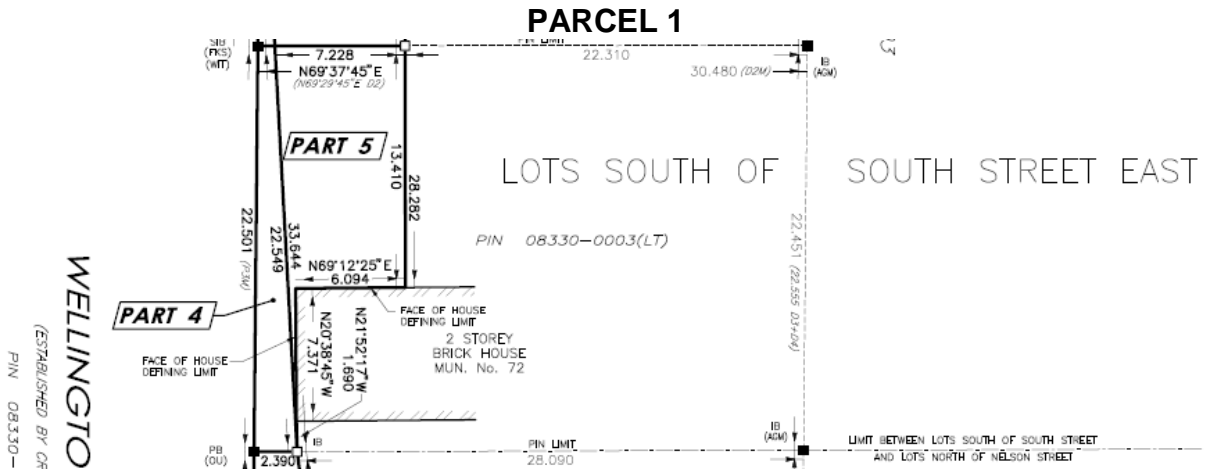 PARCEL 1
SIB
(FKS)
(WIT)
PIN LIMIT
7.228
22.310
N69°37'45"E
(N69°29'45"E D2)
30.480 (D2M)
IB
(AGM)
PART 5
13.410
28.282
LOTS SOUTH OF SOUTH STREET EAST
22.501 (P3M)
22.549
33.644
PIN 08330-0003(LT)
22.451 (22.555 D3+D4)
N69°12'25"E
6.094
PART 4
FACE OF HOUSE
DEFINING LIMIT
FACE OF HOUSE
DEFINING LIMIT
N20°38'45"W
7.371
N21°52'17"W
1.690
2 STOREY
BRICK HOUSE
MUN. No. 72
WELLINGTO
(ESTABLISHED BY CR
PIN 08330-
PB
(OU)
2.390
IB
PIN LIMIT
28.090
IB
(AGM)
LIMIT BETWEEN LOTS SOUTH OF SOUTH STREET
AND LOTS NORTH OF NELSON STREET